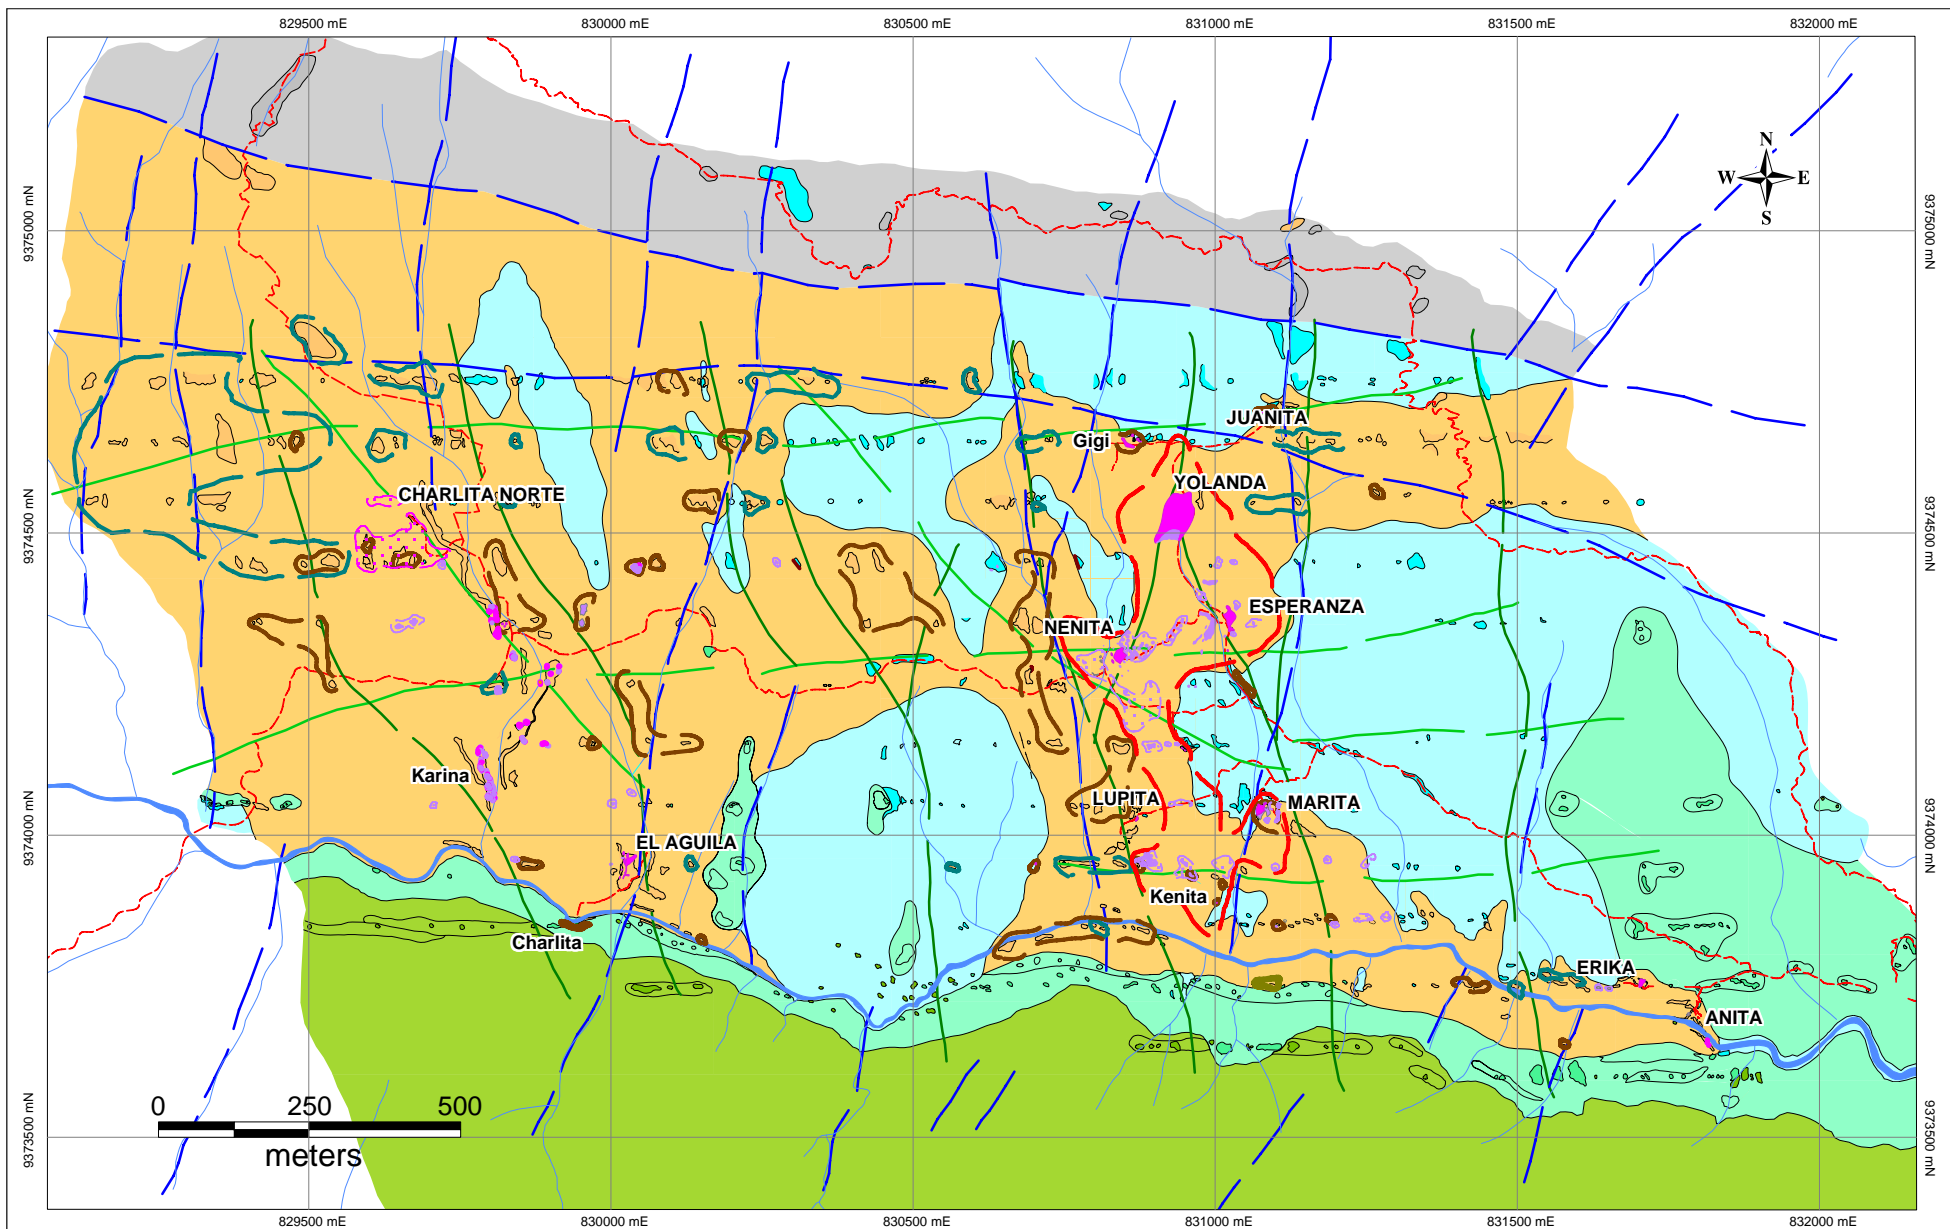 829500 mE
830000 mE
830500 mE
831000 mE
831500 mE
832000 mE
N
W E
S
9375000 mN
9375000 mN
JUANITA
Gigi
YOLANDA
CHARLITA NORTE
9374500 mN
9374500 mN
ESPERANZA
NENITA
Karina
LUPITA
MARITA
9374000 mN
9374000 mN
EL AGUILA
Kenita
Charlita
ERIKA
ANITA
0 250 500
meters
9373500 mN
9373500 mN
829500 mE
830000 mE
830500 mE
831000 mE
831500 mE
832000 mE